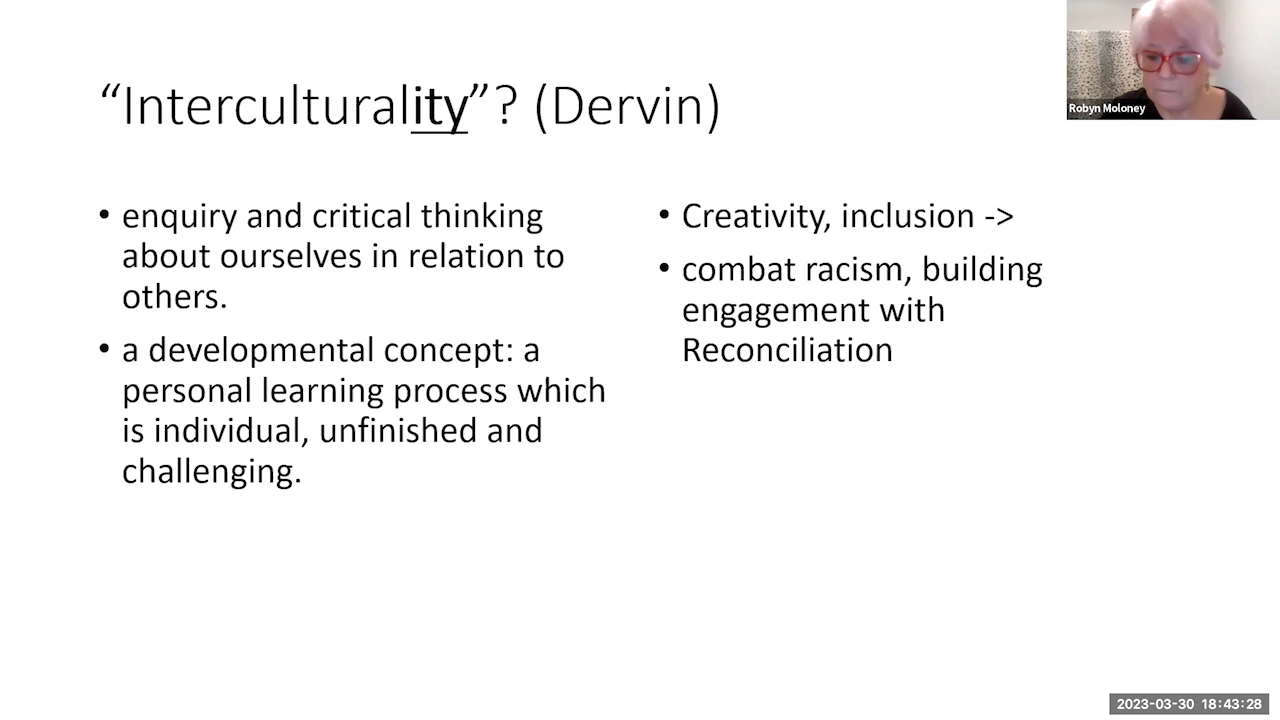 “Interculturality”? (Dervin)
• enquiry and critical thinking
about ourselves in relation to
others.
• a developmental concept: a
personal learning process which
is individual, unfinished and
challenging.
• Creativity, inclusion ->
• combat racism, building
engagement with
Reconciliation
Robyn Moloney
2023-03-30 18:43:28